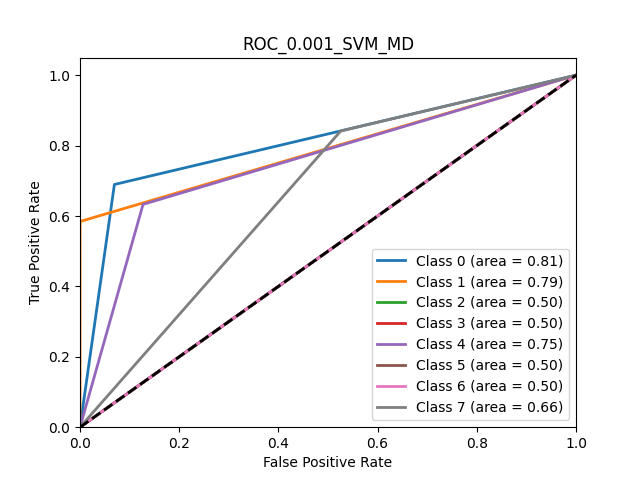 ROC_0.001_SVM_MD
1.0
0.8
0.6
0.4
0.2
0.0
True Positive Rate
Class 0 (area = 0.81)
Class 1 (area = 0.79)
Class 2 (area = 0.50)
Class 3 (area = 0.50)
Class 4 (area = 0.75)
Class 5 (area = 0.50)
Class 6 (area = 0.50)
Class 7 (area = 0.66)
0.0 0.2 0.4 0.6 0.8 1.0
False Positive Rate